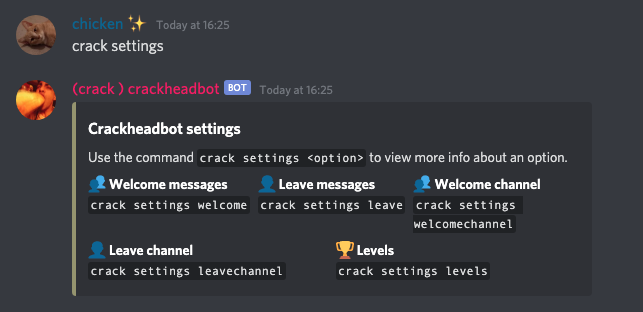 chicken ✨ Today at 16:25
crack settings
(crack ) crackheadbot BOT Today at 16:25
Crackheadbot settings
Use the command crack settings <option> to view more info about an option.
Welcome messages Leave messages Welcome channel
crack settings welcome crack settings leave crack settings
welcomechannel
Leave channel Levels
crack settings leavechannel crack settings levels